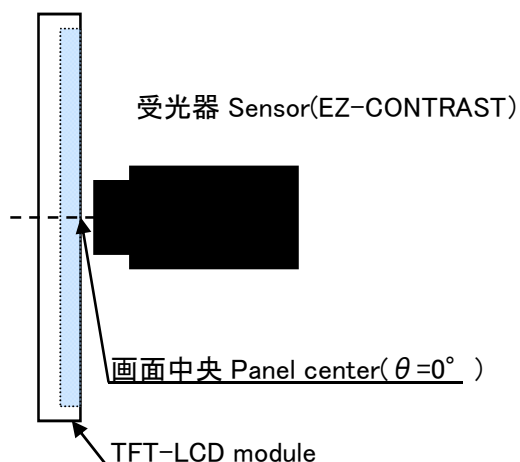 受光器 Sensor(EZ-CONTRAST)
画面中央 Panel center(θ=0°)
TFT-LCD module